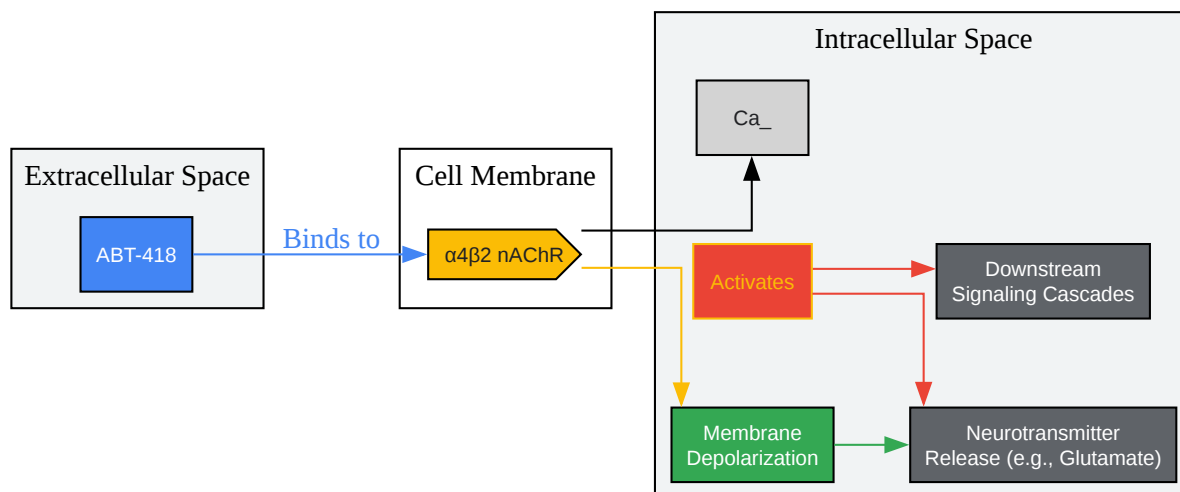 Intracellular Space
Ca_
Extracellular Space
Cell Membrane
ABT-418
Binds to
α4β2 nAChR
Activates
Downstream
Signaling Cascades
Membrane
Depolarization
Neurotransmitter
Release (e.g., Glutamate)